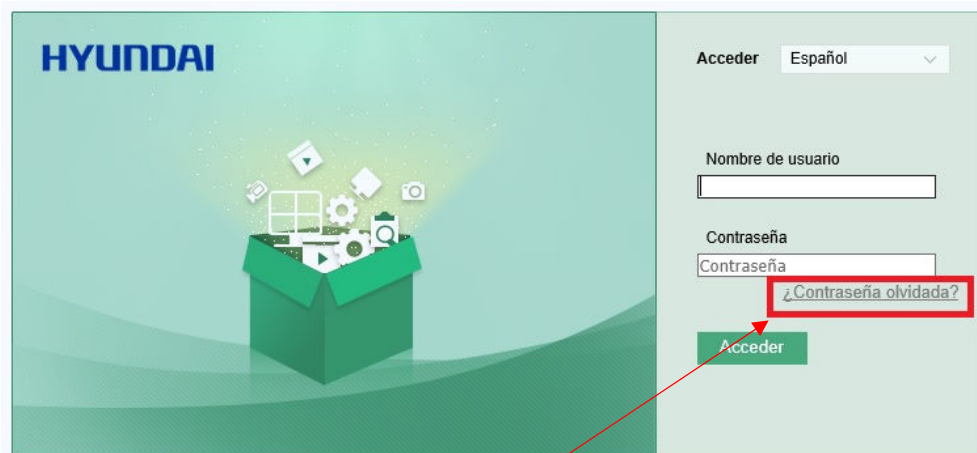 HYUNDAI
Acceder Español
Nombre de usuario
Contraseña
Contraseña
¿Contraseña olvidada?
Acceder